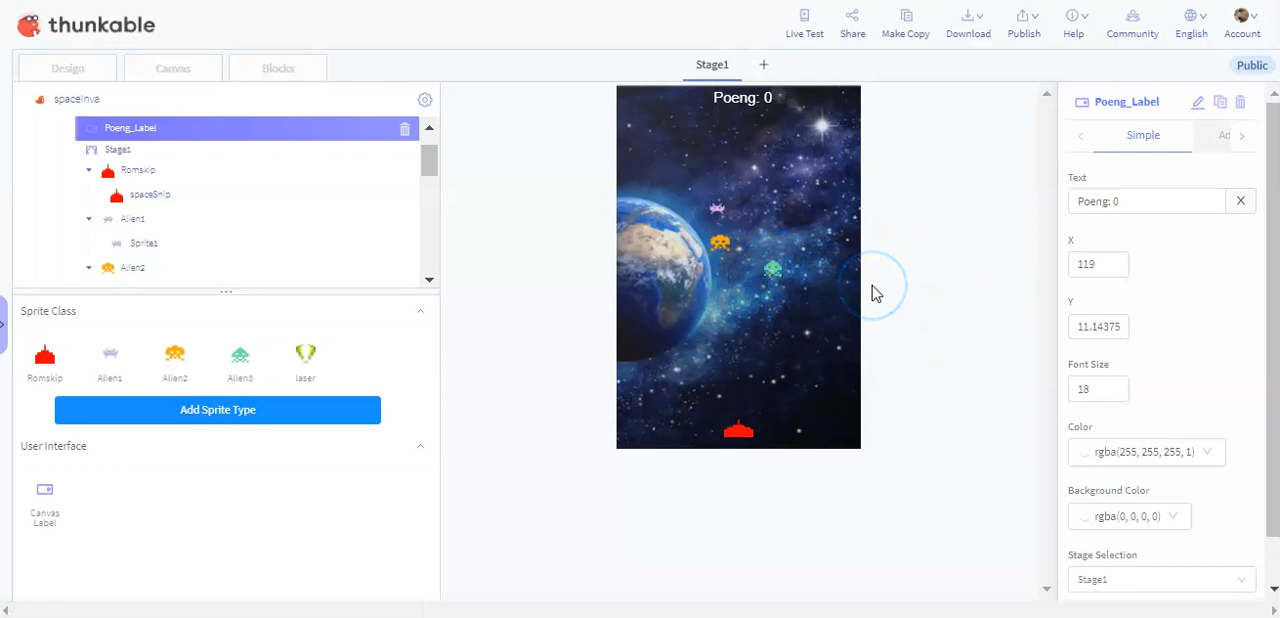 thunkable
Live Test
Share
Make Copy
Download
Publish
Help
Community
English
Account
Design
Canvas
Blocks
Stage1
+
Public
spaceInva
Poeng_Label
Stage1
Romskip
spaceShip
Alien1
Sprite1
Alien2
Sprite Class
Romskip
Alien1
Alien2
Alien3
laser
Add Sprite Type
User Interface
Canvas
Label
Poeng: 0
Poeng_Label
Simple
Ad
Text
Poeng: 0
X
X
119
Y
11.14375
Font Size
18
Color
rgba(255, 255, 255, 1)
Background Color
rgba(0, 0, 0, 0)
Stage Selection
Stage1